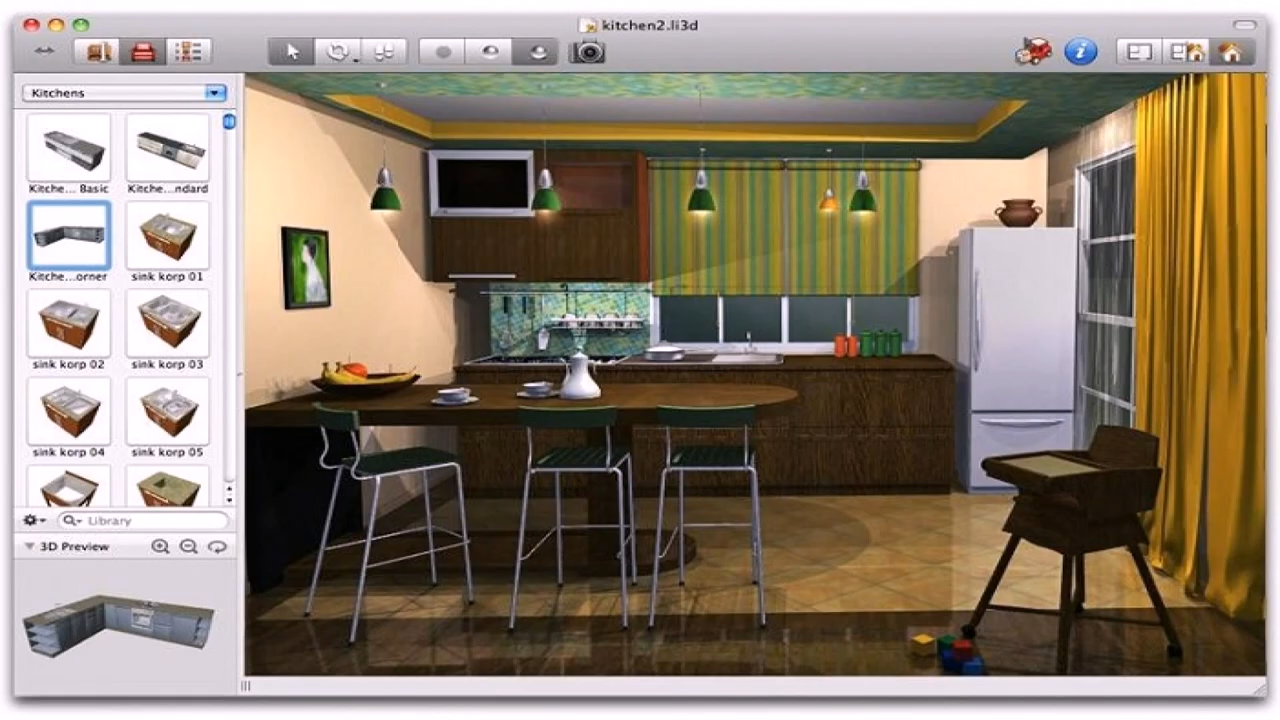 kitchen2.li3d
Kitchens
Kitche... Basic
Kitche...ndard
Kitche...orner
sink korp 01
sink korp 02
sink korp 03
sink korp 04
sink korp 05
Library
3D Preview